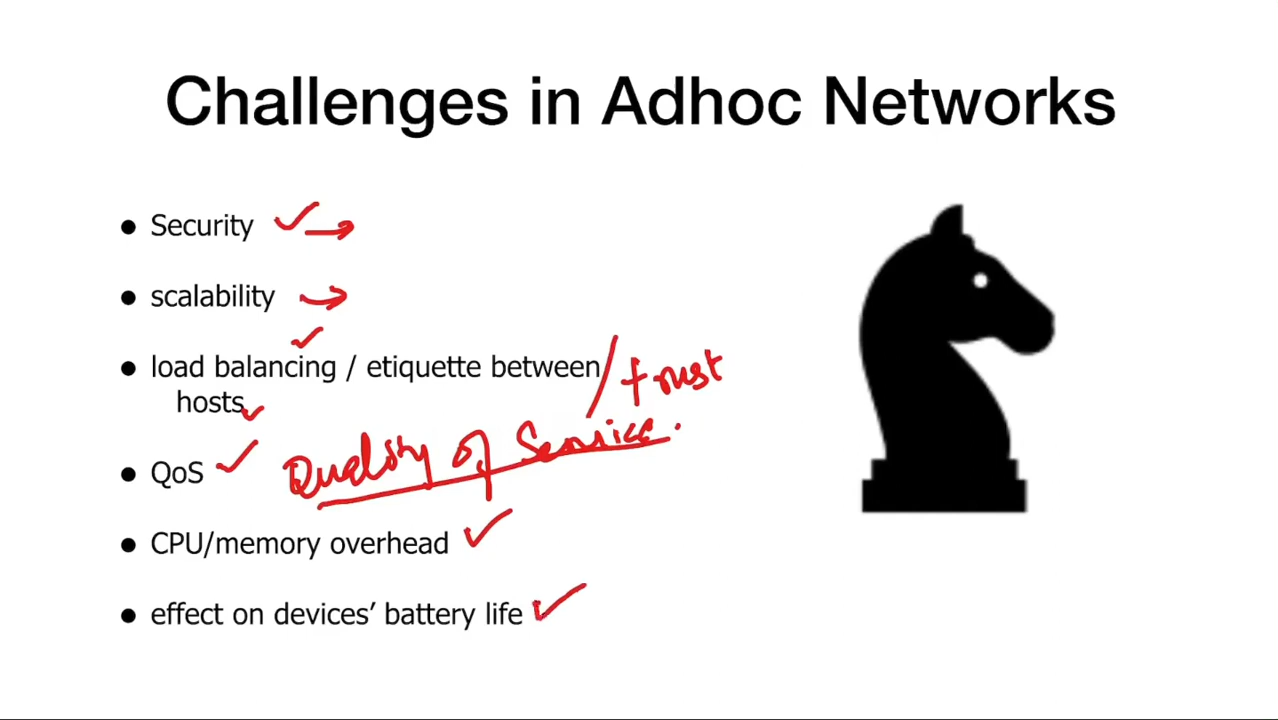 Challenges in Adhoc Networks
● Security
● scalability
● load balancing / etiquette between / trust
hosts
● QoS Quality of Service.
● CPU/memory overhead
● effect on devices’ battery life